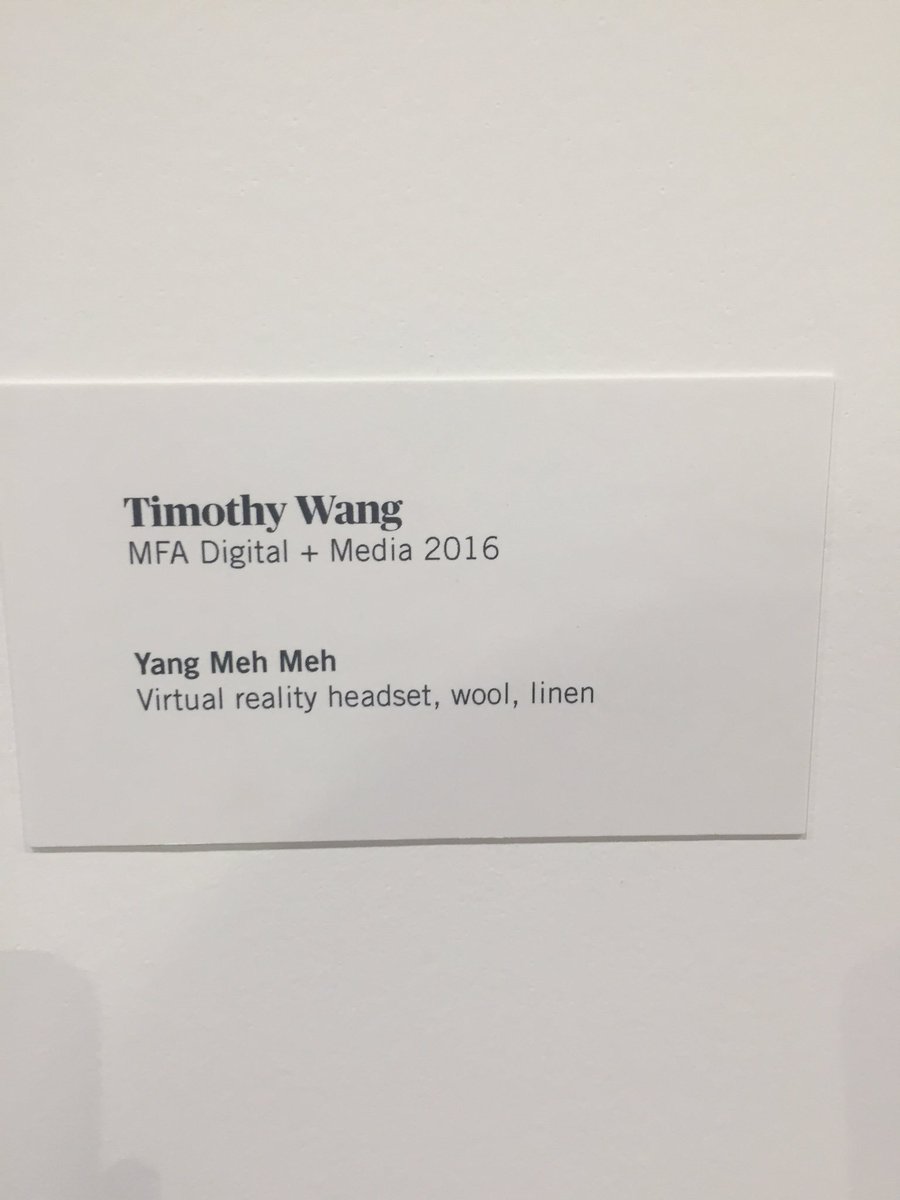 Timothy Wang
MFA Digital + Media 2016
Yang Meh Meh
Virtual reality headset, wool, linen